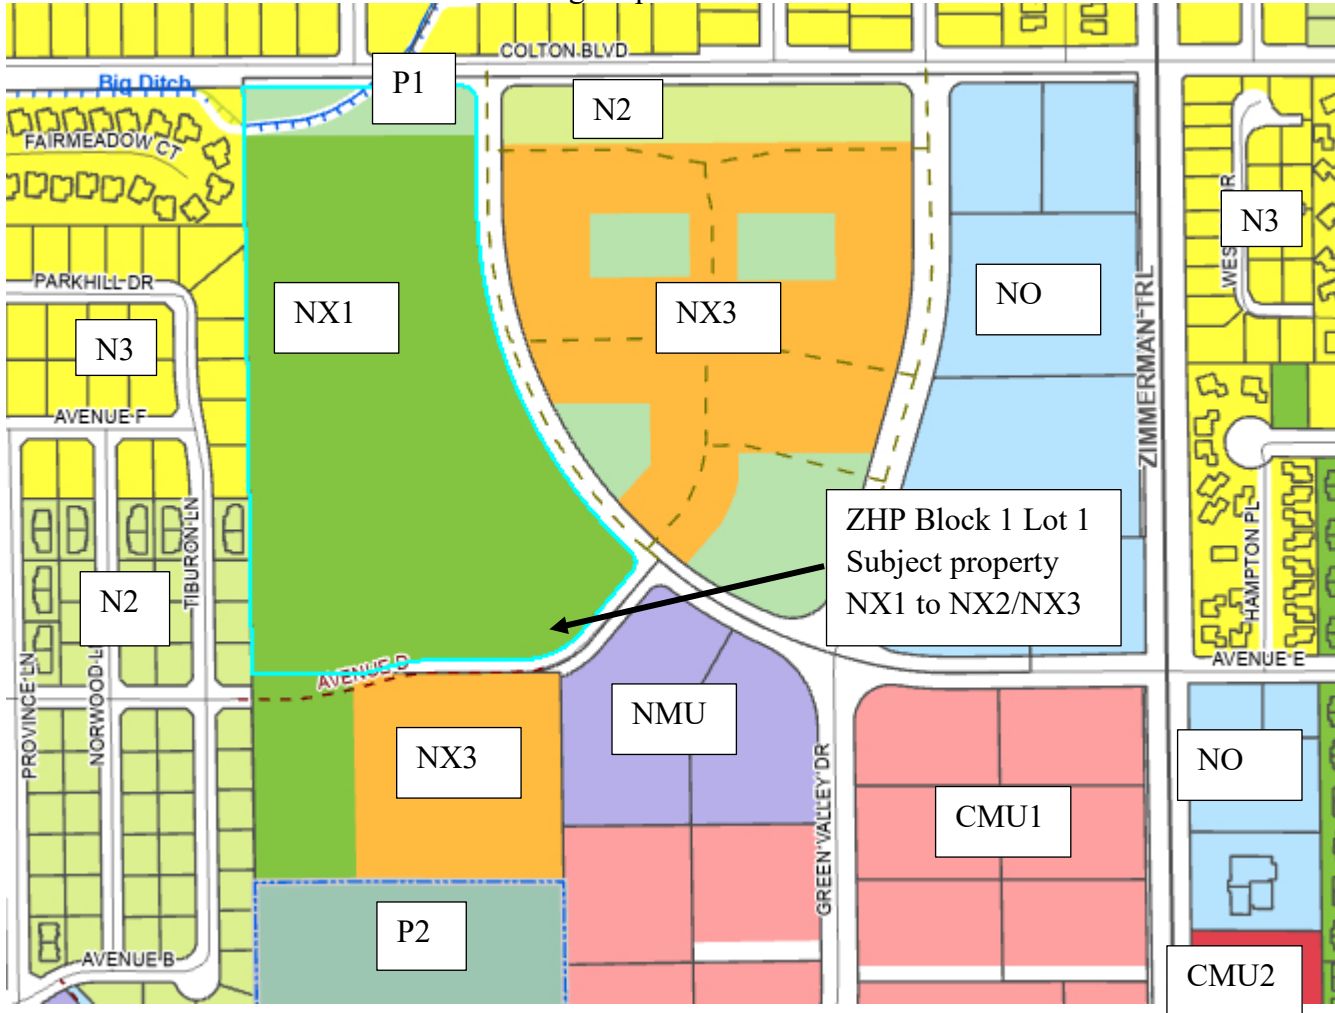 COLTON BLVD
Big Ditch
P1
N2
FAIRMEADOW CT
N3
PARKHILL DR
NX1
NX3
NO
ZIMMERMAN TRL
N3
AVENUE F
TIBURON LN
N2
ZHP Block 1 Lot 1
Subject property
NX1 to NX2/NX3
HAMPTON PL
AVENUE E
AVENUE D
PROVINCE LN
NX3
NMU
GREEN VALLEY DR
CMU1
NO
P2
AVENUE B
CMU2